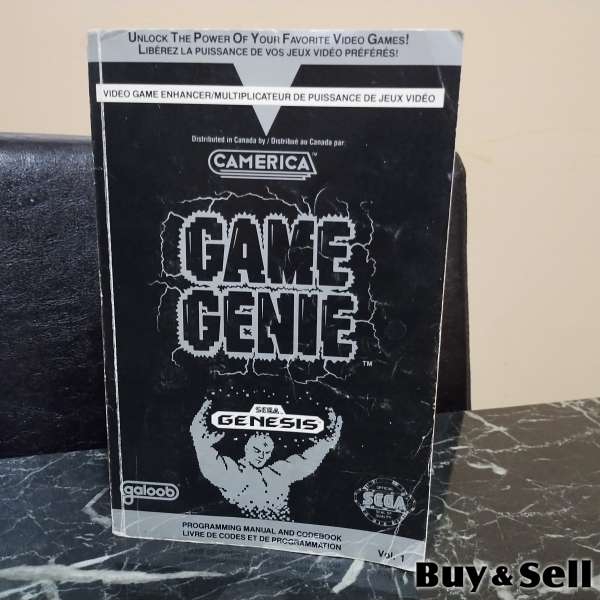 UNLOCK THE POWER OF YOUR FAVORITE VIDEO GAMES!
LIBÉREZ LA PUISSANCE DE VOS JEUX VIDÉO PRÉFÉRÉS!
VIDEO GAME ENHANCER/MULTIPLICATEUR DE PUISSANCE DE JEUX VIDÉO
Distributed in Canada by / Distribué au Canada par:
CAMERICA™
GAME
GENIE™
SEGA
GENESIS
galoob
SEGA
PROGRAMMING MANUAL AND CODEBOOK
LIVRE DE CODES ET DE PROGRAMMATION
Vol. 1
Buy & Sell